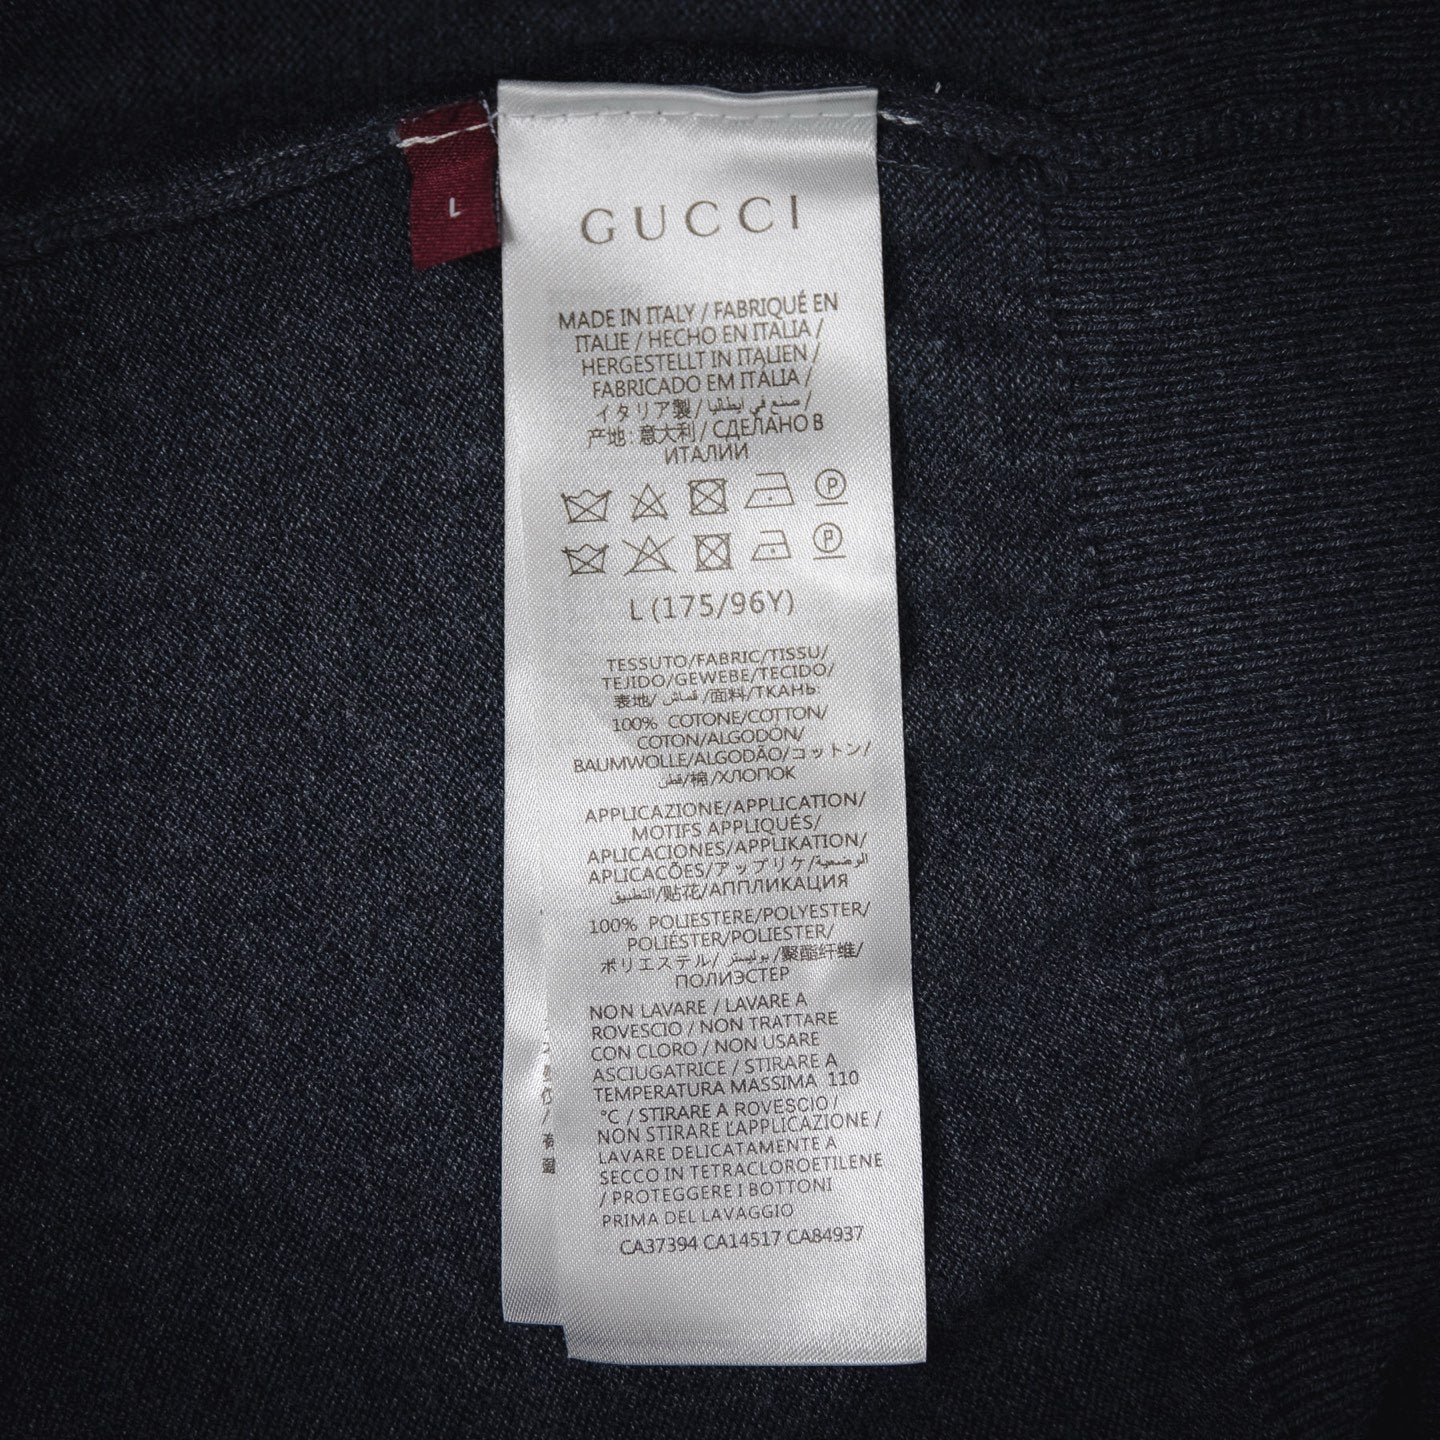 L
GUCCI
MADE IN ITALY / FABRIQUÉ EN
ITALIE / HECHO EN ITALIA /
HERGESTELLT IN ITALIEN /
FABRICADO EM ITÁLIA /
イタリア製 / صنع في إيطاليا /
产地 : 意大利 / СДЕЛАНО В
ИТАЛИИ
P
P
L (175/96Y)
TESSUTO/FABRIC/TISSU/
TEJIDO/GEWEBE/TECIDO/
表地/ قماش /面料/ТКАНЬ
100% COTONE/COTTON/
COTON/ALGODÓN/
BAUMWOLLE/ALGODÃO/コットン/
قطن/棉/ХЛОПОК
APPLICAZIONE/APPLICATION/
MOTIFS APPLIQUÉS/
APLICACIONES/APPLIKATION/
APLICACÕES/アップリケ/الوضعية
التطبيق/贴花/АППЛИКАЦИЯ
100% POLIESTERE/POLYESTER/
POLIÉSTER/POLIESTER/
ポリエステル/ بوليستر /聚酯纤维/
ПОЛИЭСТЕР
NON LAVARE / LAVARE A
ROVESCIO / NON TRATTARE
CON CLORO / NON USARE
ASCIUGATRICE / STIRARE A
TEMPERATURA MASSIMA 110
°C / STIRARE A ROVESCIO /
NON STIRARE L'APPLICAZIONE /
LAVARE DELICATAMENTE A
SECCO IN TETRACLOROETILENE
/ PROTEGGERE I BOTTONI
PRIMA DEL LAVAGGIO
CA37394 CA14517 CA84937